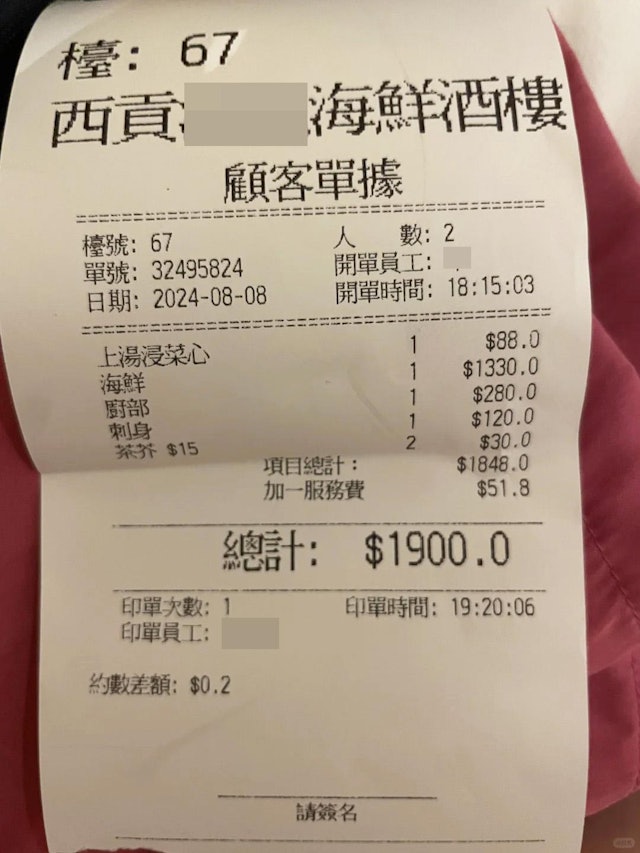 檯: 67
西貢 海鮮酒樓
顧客單據
檯號: 67 人 數: 2
單號: 32495824 開單員工:
日期: 2024-08-08 開單時間: 18:15:03
上湯浸菜心 1 $88.0
海鮮 1 $1330.0
廚部 1 $280.0
刺身 1 $120.0
茶芥 $15 2 $30.0
項目總計: $1848.0
加一服務費 $51.8
總計: $1900.0
印單次數: 1 印單時間: 19:20:06
印單員工:
約數差額: $0.2
請簽名